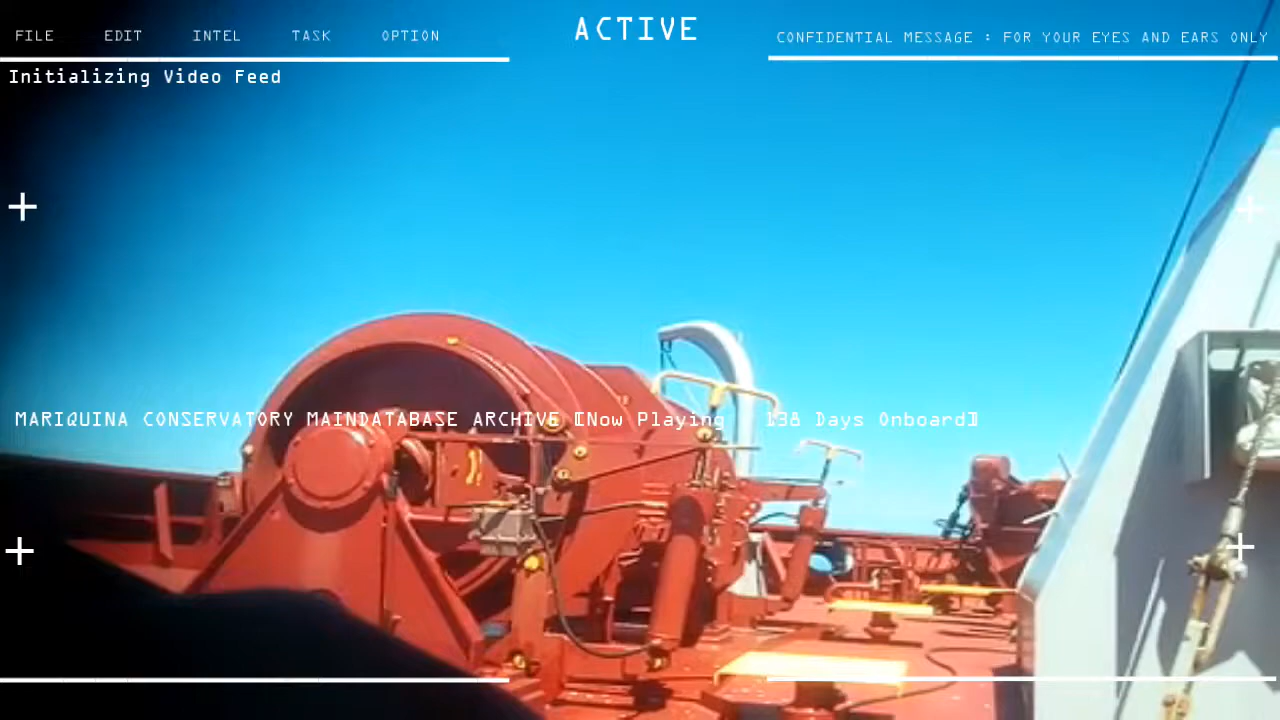 FILE EDIT INTEL TASK OPTION
ACTIVE
CONFIDENTIAL MESSAGE : FOR YOUR EYES AND EARS ONLY
Initializing Video Feed
MARIQUINA CONSERVATORY MAINDATABASE ARCHIVE [Now Playing 138 Days Onboard]